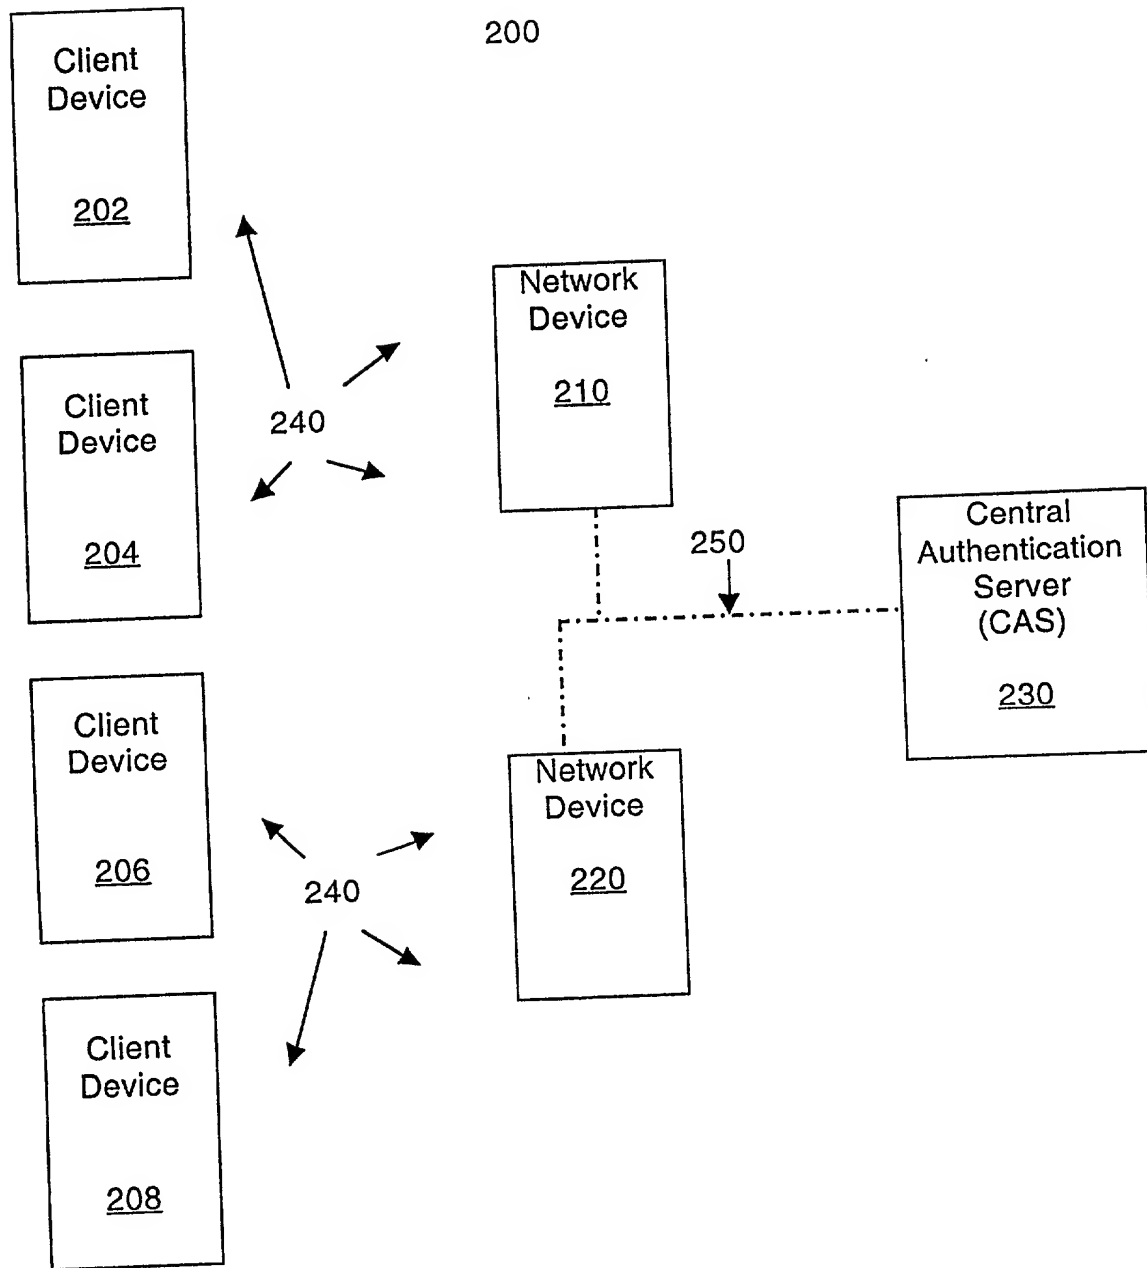 200
Client
Device
202
Client
Device
204
Client
Device
206
Client
Device
208
240
240
Network
Device
210
250
Network
Device
220
Central
Authentication
Server
(CAS)
230